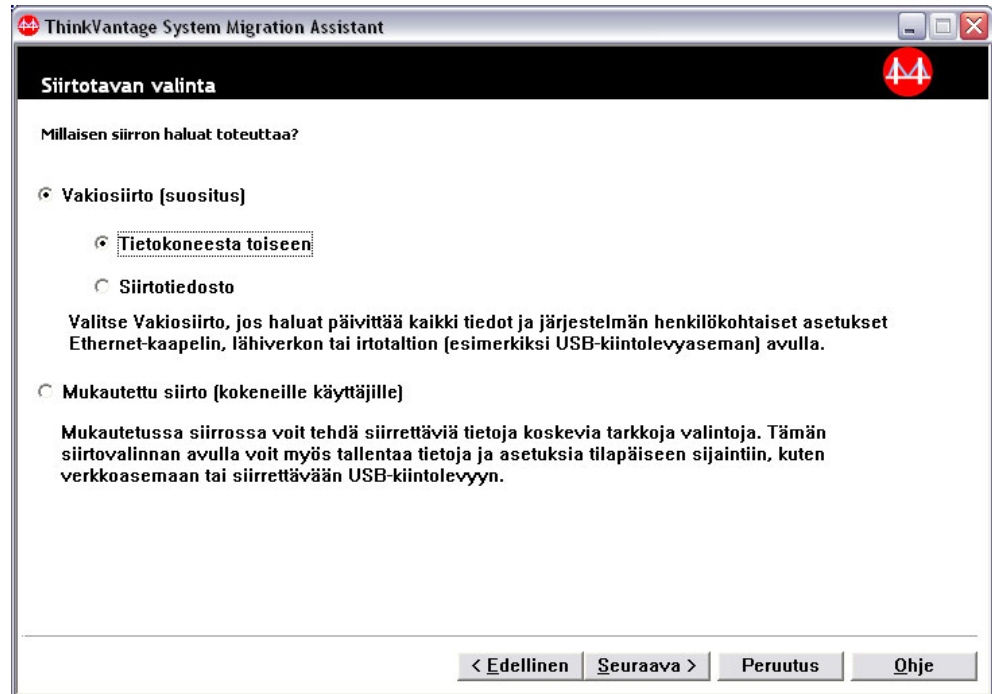 ThinkVantage System Migration Assistant
Siirtotavan valinta
Millaisen siirron haluat toteuttaa?
Vakiosiirto (suositus)
Tietokoneesta toiseen
Siirtotiedosto
Valitse Vakiosiirto, jos haluat päivittää kaikki tiedot ja järjestelmän henkilökohtaiset asetukset
Ethernet-kaapelin, lähiverkon tai irtotaltion (esimerkiksi USB-kiintolevyaseman) avulla.
Mukautettu siirto (kokeneille käyttäjille)
Mukautetussa siirrossa voit tehdä siirrettäviä tietoja koskevia tarkkoja valintoja. Tämän
siirtovalinnan avulla voit myös tallentaa tietoja ja asetuksia tilapäiseen sijaintiin, kuten
verkkoasemaan tai siirrettävään USB-kiintolevyyn.
< Edellinen Seuraava > Peruutus Ohje